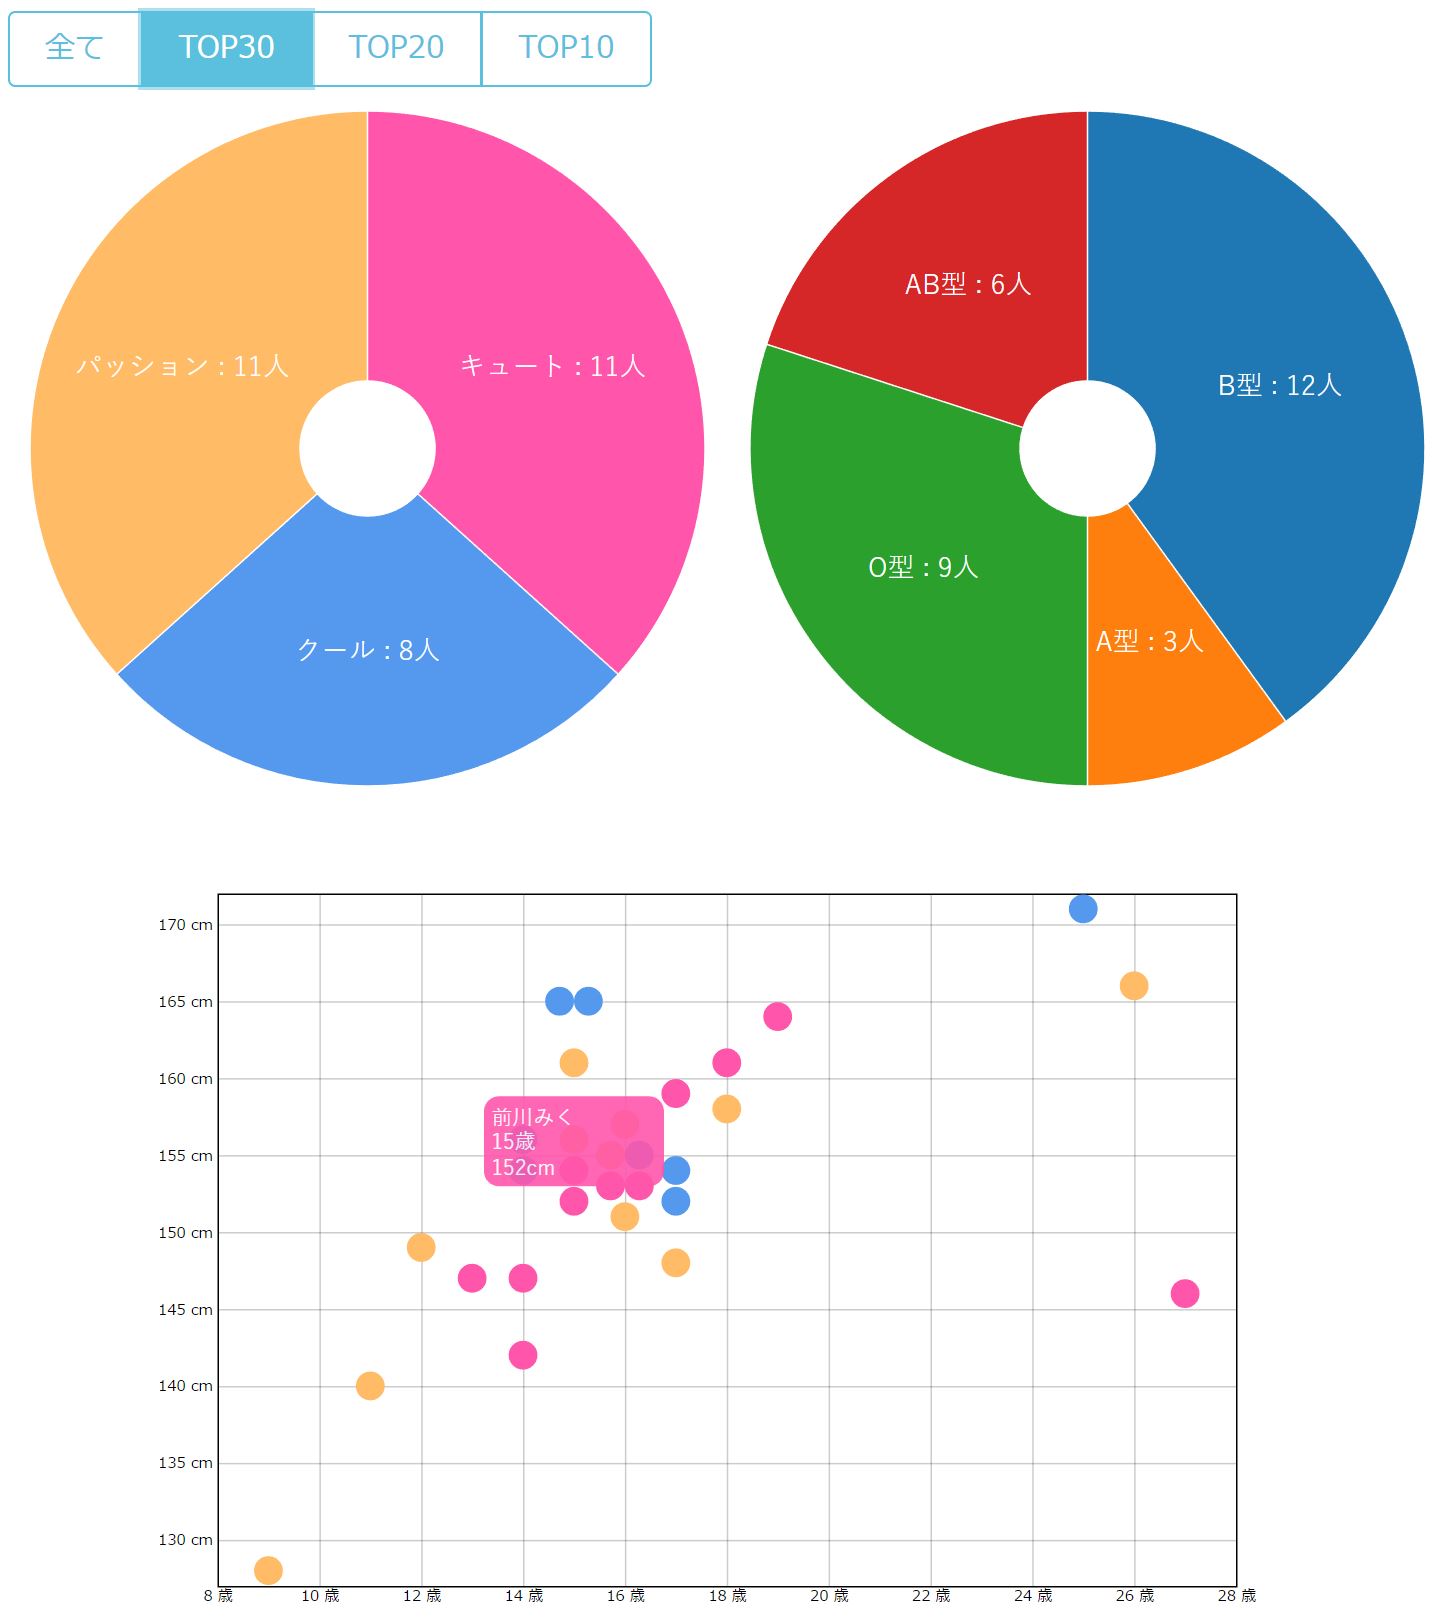 全て
TOP30
TOP20
TOP10
パッション : 11人
キュート : 11人
クール : 8人
AB型 : 6人
B型 : 12人
O型 : 9人
A型 : 3人
170 cm
165 cm
160 cm
155 cm
150 cm
145 cm
140 cm
135 cm
130 cm
前川みく
15歳
152cm
8 歳
10 歳
12 歳
14 歳
16 歳
18 歳
20 歳
22 歳
24 歳
26 歳
28 歳